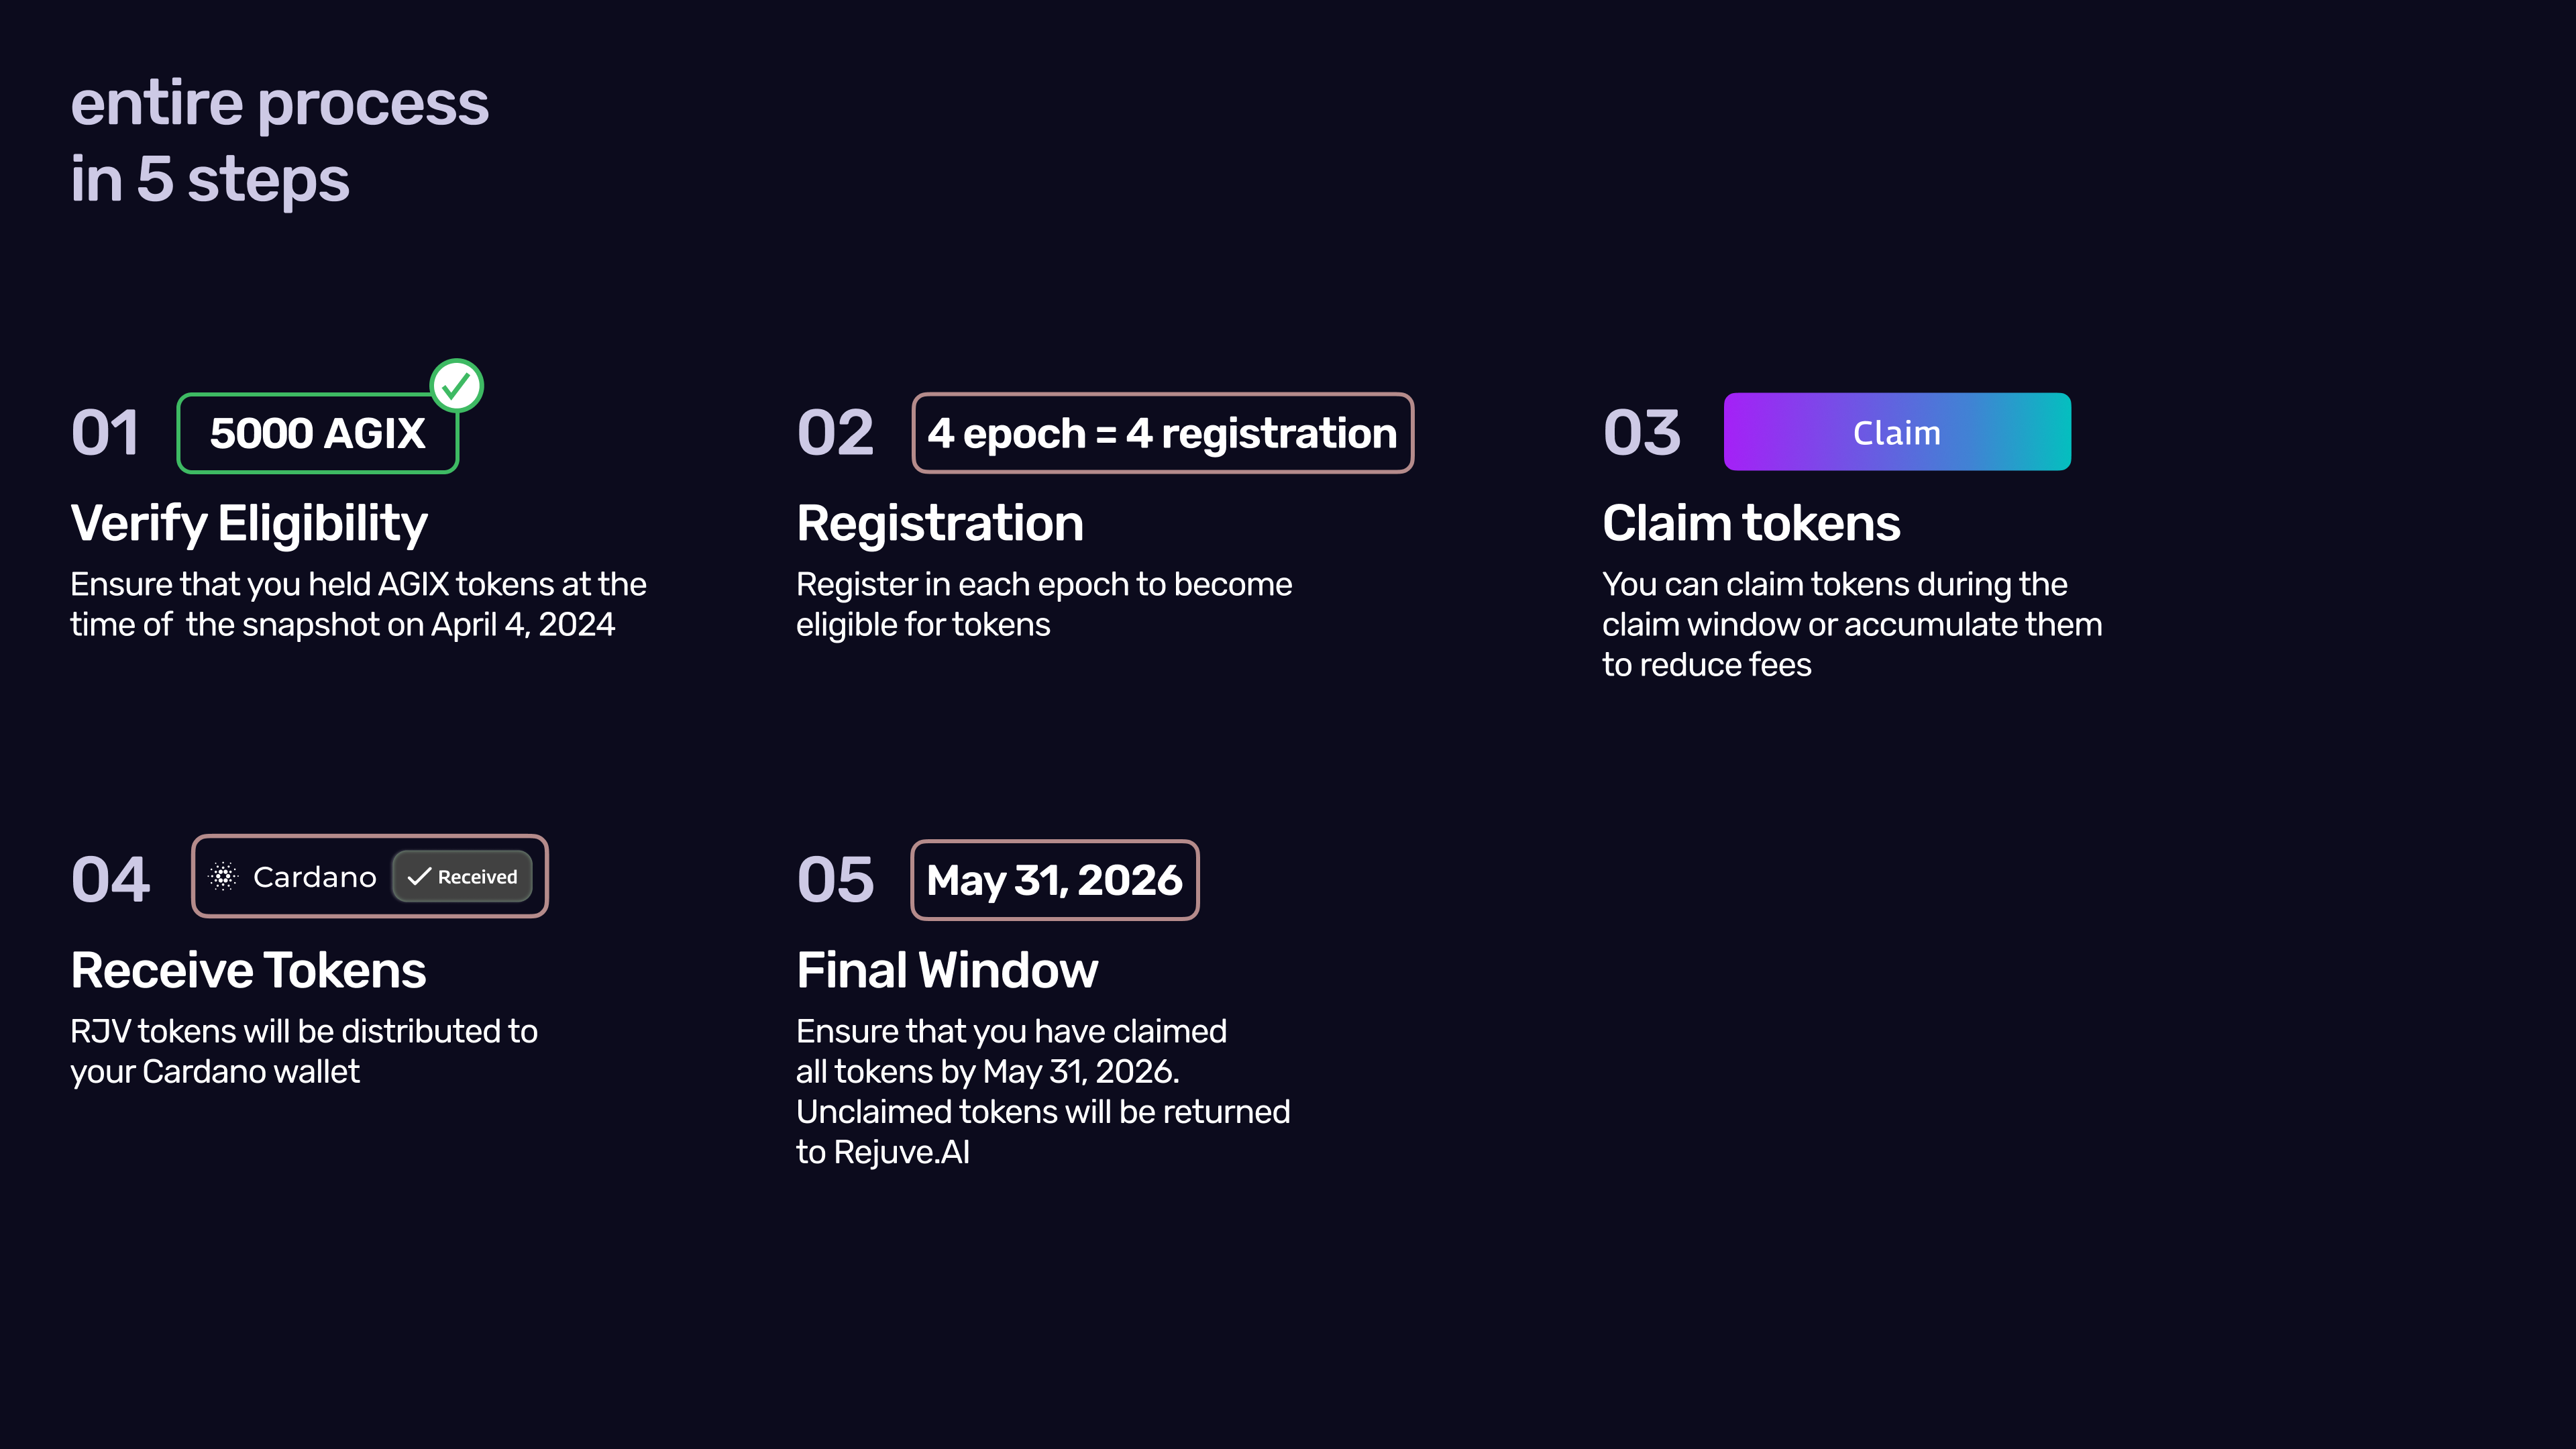 entire process
in 5 steps
01
5000 AGIX
Verify Eligibility
Ensure that you held AGIX tokens at the
time of  the snapshot on April 4, 2024
02
4 epoch = 4 registration
Registration
Register in each epoch to become
eligible for tokens
03
Claim
Claim tokens
You can claim tokens during the
claim window or accumulate them
to reduce fees
04
Cardano
Received
Receive Tokens
RJV tokens will be distributed to
your Cardano wallet
05
May 31, 2026
Final Window
Ensure that you have claimed
all tokens by May 31, 2026.
Unclaimed tokens will be returned
to Rejuve.AI